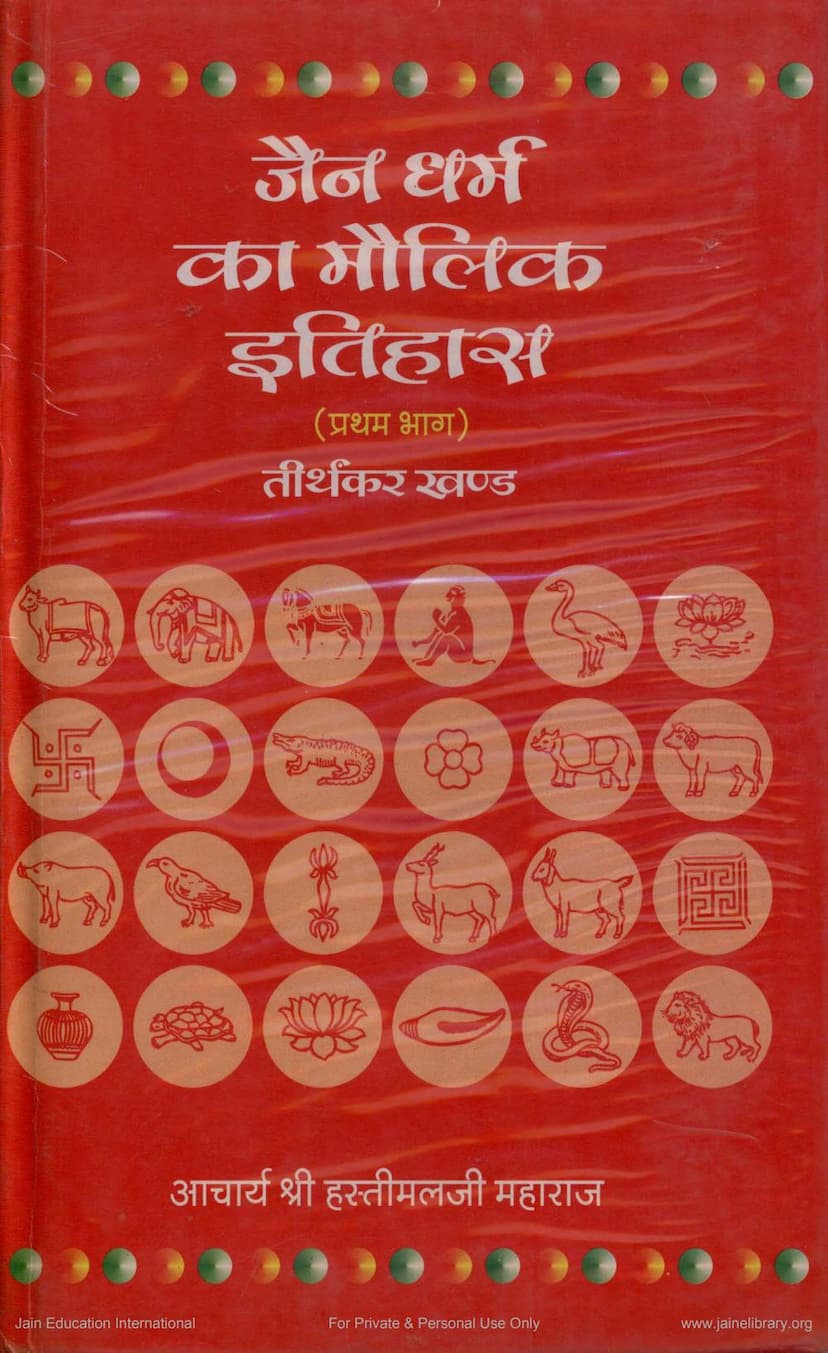 जैन धर्म
का मौलिक
इतिहास
(प्रथम भाग)
तीर्थंकर खण्ड
आचार्य श्री हस्तीमलजी महाराज
Jain Education International For Private & Personal Use Only www.jainelibrary.org